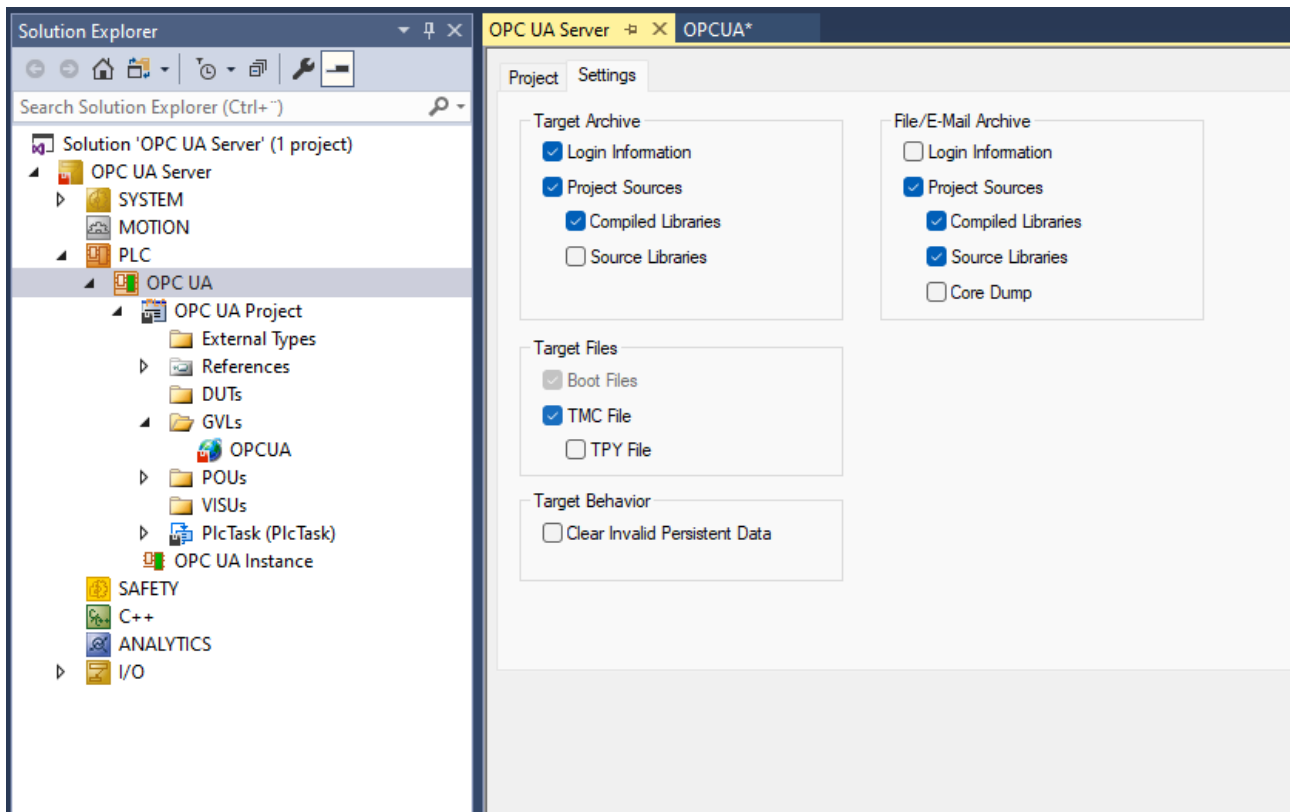 Solution Explorer
Search Solution Explorer (Ctrl+¨)
Solution 'OPC UA Server' (1 project)
OPC UA Server
SYSTEM
MOTION
PLC
OPC UA
OPC UA Project
External Types
References
DUTs
GVLs
OPCUA
POUs
VISUs
PlcTask (PlcTask)
OPC UA Instance
SAFETY
C++
ANALYTICS
I/O
OPC UA Server
OPCUA*
Project
Settings
Target Archive
Login Information
Project Sources
Compiled Libraries
Source Libraries
File/E-Mail Archive
Login Information
Project Sources
Compiled Libraries
Source Libraries
Core Dump
Target Files
Boot Files
TMC File
TPY File
Target Behavior
Clear Invalid Persistent Data